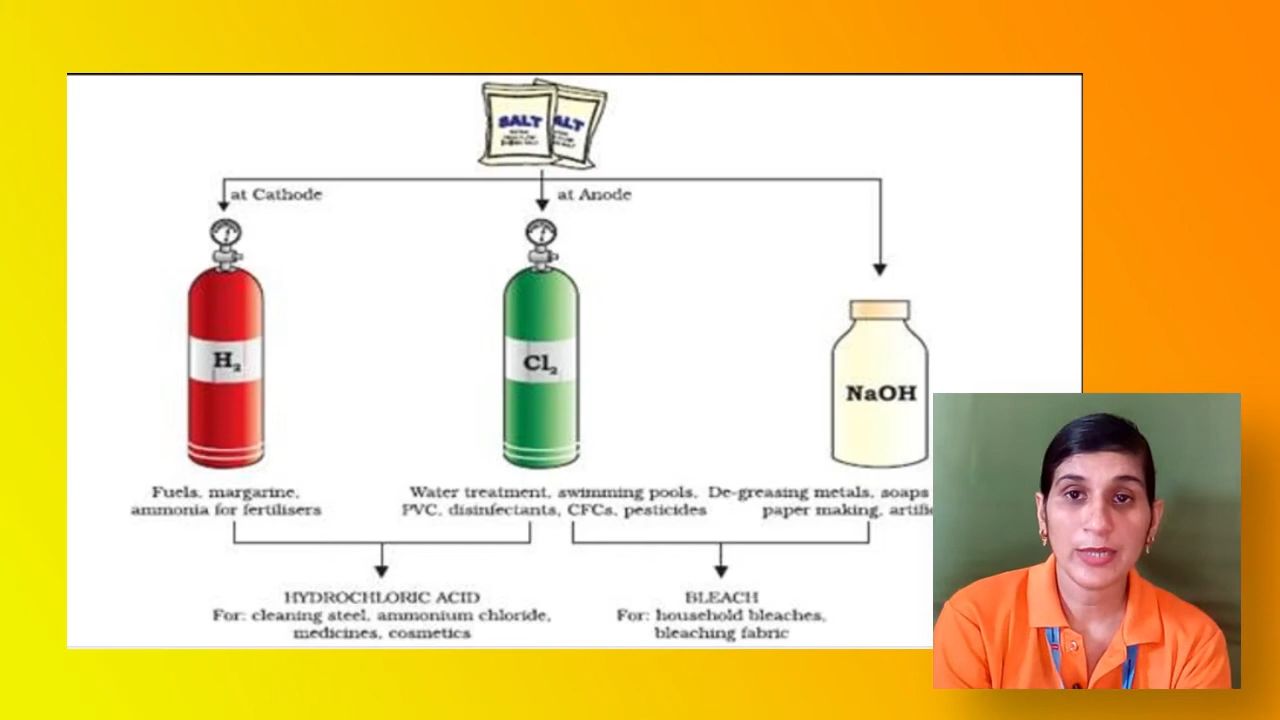 SALT
ALT
at Cathode
at Anode
H₂
Cl₂
NaOH
Fuels, margarine,
ammonia for fertilisers
Water treatment, swimming pools,
PVC, disinfectants, CFCs, pesticides
De-greasing metals, soaps
paper making, artifi
HYDROCHLORIC ACID
For: cleaning steel, ammonium chloride,
medicines, cosmetics
BLEACH
For: household bleaches,
bleaching fabric